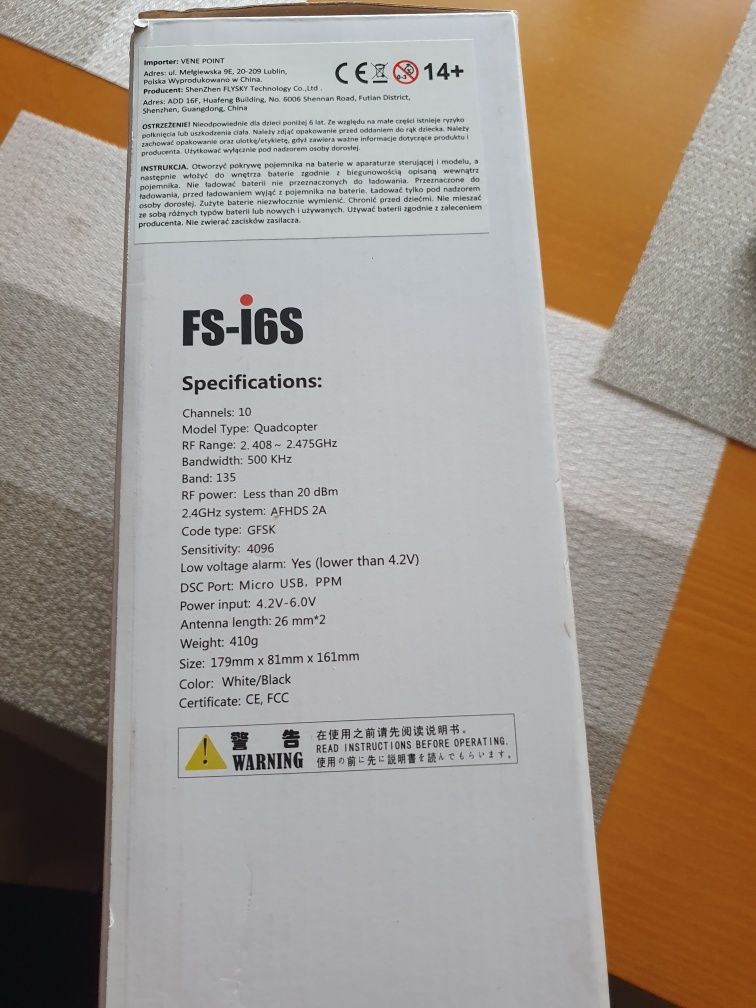 Importer: VENE POINT
Adres: ul. Mełgiewska 9E, 20-209 Lublin,
Polska Wyprodukowano w China.
Producent: ShenZhen FLYSKY Technology Co.,Ltd .
Adres: ADD 16F, Huafeng Building, No. 6006 Shennan Road, Futian District,
Shenzhen, Guangdong, China
CE 0-3 14+
OSTRZEŻENIE! Nieodpowiednie dla dzieci poniżej 6 lat. Ze względu na małe części istnieje ryzyko
połknięcia lub uszkodzenia ciała. Należy zdjąć opakowanie przed oddaniem do rąk dziecka. Należy
zachować opakowanie oraz ulotkę/etykietę, gdyż zawiera ważne informacje dotyczące produktu i
producenta. Użytkować wyłącznie pod nadzorem osoby dorosłej.
INSTRUKCJA. Otworzyć pokrywę pojemnika na baterie w aparaturze sterującej i modelu, a
następnie włożyć do wnętrza baterie zgodnie z biegunowością opisaną wewnątrz
pojemnika. Nie ładować baterii nie przeznaczonych do ładowania. Przeznaczone do
ładowania, przed ładowaniem wyjąć z pojemnika na baterie. Ładować tylko pod nadzorem
osoby dorosłej. Zużyte baterie niezwłocznie wymienić. Chronić przed dziećmi. Nie mieszać
ze sobą różnych typów baterii lub nowych i używanych. Używać baterii zgodnie z zaleceniem
producenta. Nie zwierać zacisków zasilacza.
FS-i6S
Specifications:
Channels: 10
Model Type: Quadcopter
RF Range: 2.408~ 2.475GHz
Bandwidth: 500 KHz
Band: 135
RF power: Less than 20 dBm
2.4GHz system: AFHDS 2A
Code type: GFSK
Sensitivity: 4096
Low voltage alarm: Yes (lower than 4.2V)
DSC Port: Micro USB, PPM
Power input: 4.2V-6.0V
Antenna length: 26 mm*2
Weight: 410g
Size: 179mm x 81mm x 161mm
Color: White/Black
Certificate: CE, FCC
警 告
WARNING
在使用之前请先阅读说明书。
READ INSTRUCTIONS BEFORE OPERATING.
使用の前に先に説明書を読んでもらいます。